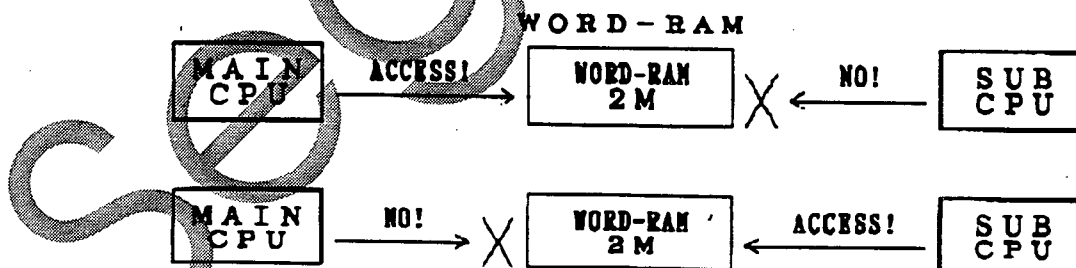 WORD-RAM
MAIN CPU ACCESS! WORD-RAM 2M NO! SUB CPU
MAIN CPU NO! WORD-RAM 2M ACCESS! SUB CPU